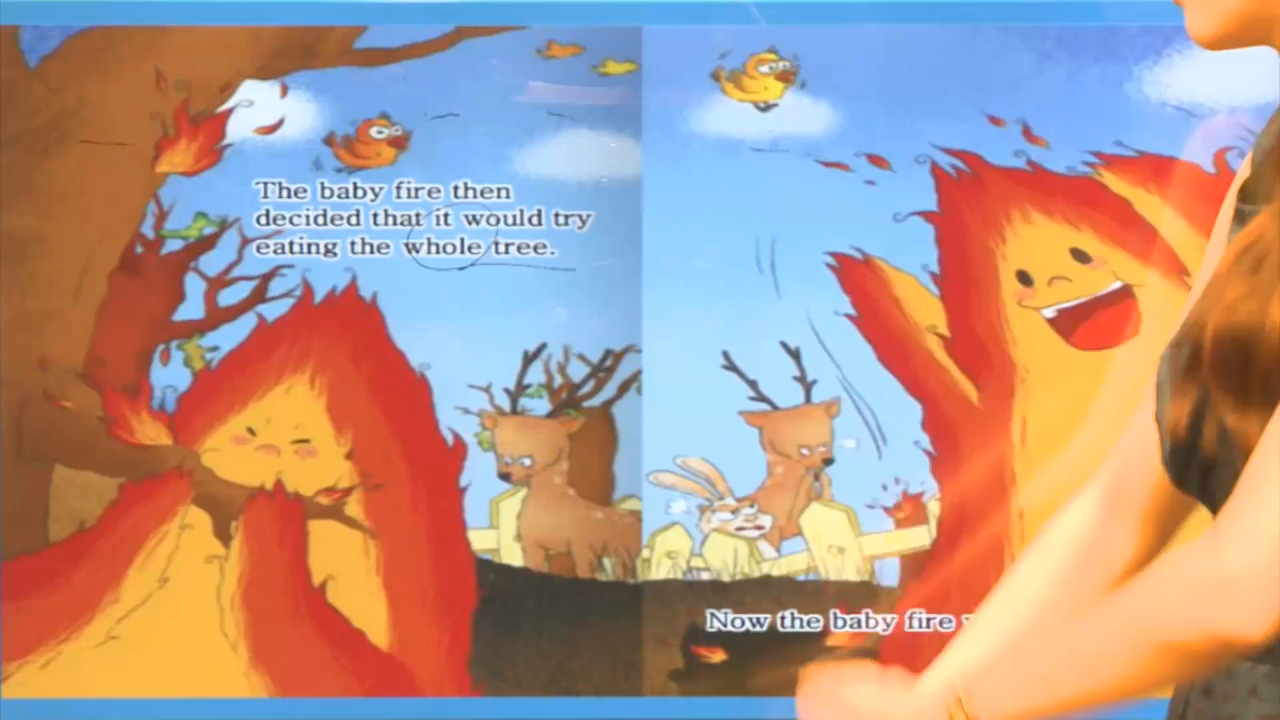 The baby fire then
decided that it would try
eating the whole tree.
Now the baby fire